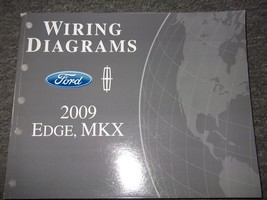 WIRING
DIAGRAMS
Ford
2009
EDGE, MKX